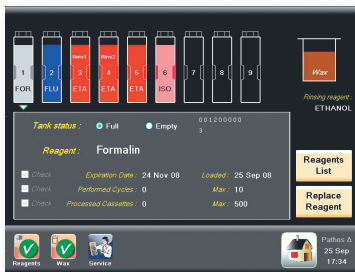 Rins1 Rins2
1 2 3 4 5 6 7 8 9
FOR FLU ETA ETA ETA ISO
Wax
Rinsing reagent:
ETHANOL
Tank status: Full Empty
001200000
3
Reagent: Formalin
Check Expiration Date: 24 Nov 08 Loaded: 25 Sep 08
Check Performed Cycles: 0 Max: 10
Check Processed Cassettes: 0 Max: 500
Reagents
List
Replace
Reagent
Reagents Wax Service
Pathos Δ
25 Sep
17:34